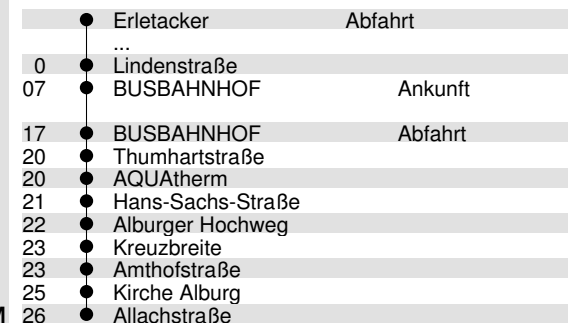 Erletacker Abfahrt
...
0 Lindenstraße
07 BUSBAHNHOF Ankunft
17 BUSBAHNHOF Abfahrt
20 Thumhartstraße
20 AQUAtherm
21 Hans-Sachs-Straße
22 Alburger Hochweg
23 Kreuzbreite
23 Amthofstraße
25 Kirche Alburg
26 Allachstraße